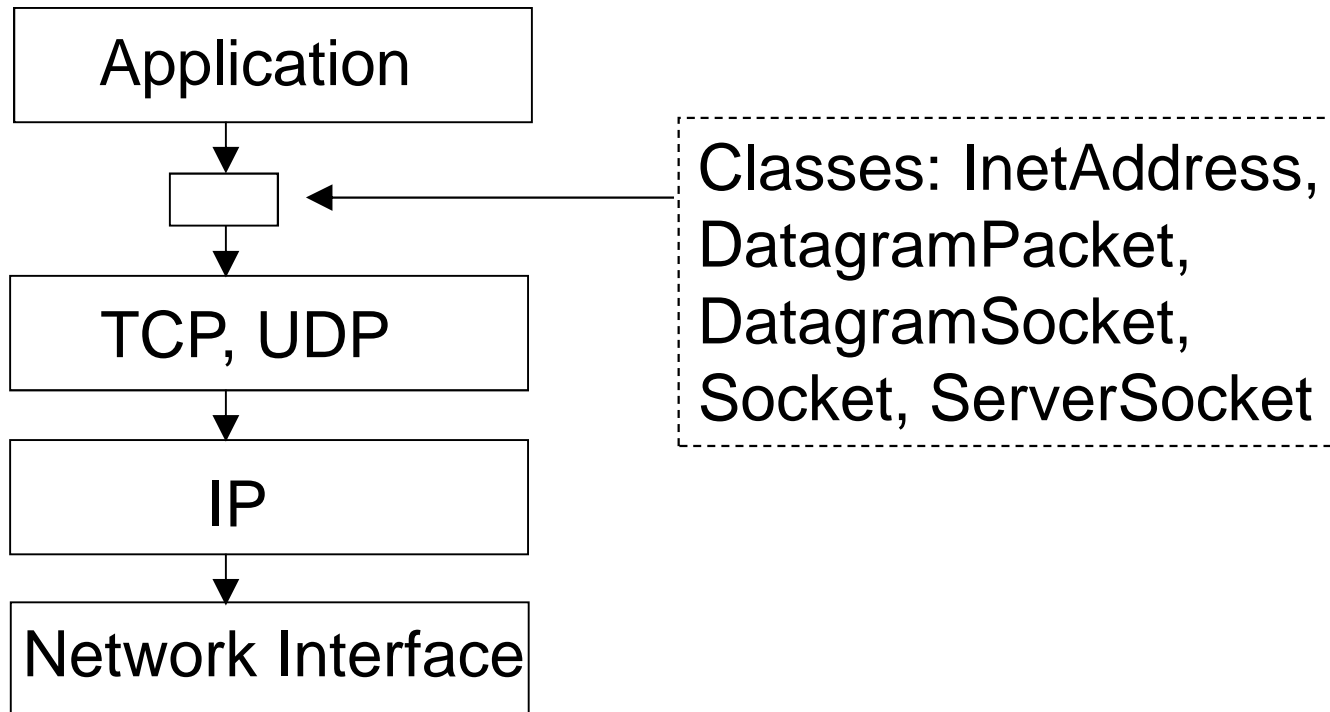 Application
Classes: InetAddress,
DatagramPacket,
DatagramSocket,
Socket, ServerSocket
TCP, UDP
IP
Network Interface